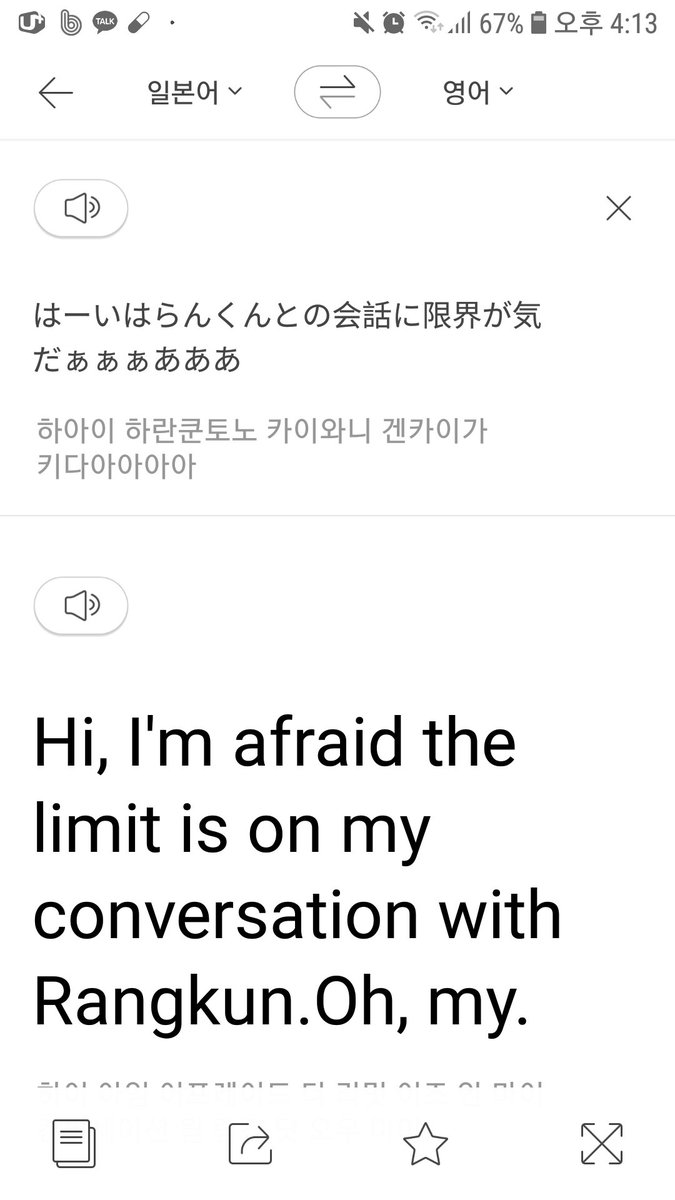 TALK
67% 오후 4:13
일본어 영어
はーいはらんくんとの会話に限界が気
だぁぁぁあああ
하아이 하란쿤토노 카이와니 겐카이가
키다아아아아
Hi, I'm afraid the
limit is on my
conversation with
Rangkun.Oh, my.